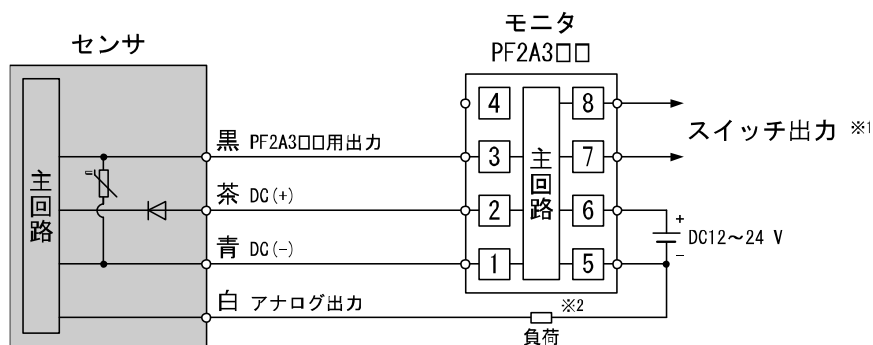 モニタ
PF2A3□□
センサ
主回路
黒 PF2A3□□用出力
茶 DC(+)
青 DC(-)
白 アナログ出力
4
3
2
1
主回路
8
7
6
5
スイッチ出力 ※1
+
DC12～24 V
-
※2
負荷